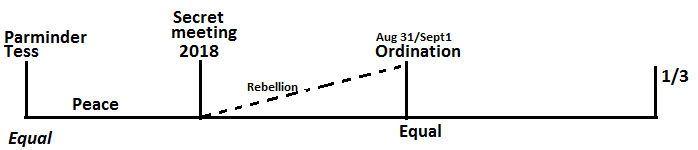 Parminder
Tess
Secret
meeting
2018
Aug 31/Sept1
Ordination
1/3
Rebellion
Peace
Equal
Equal